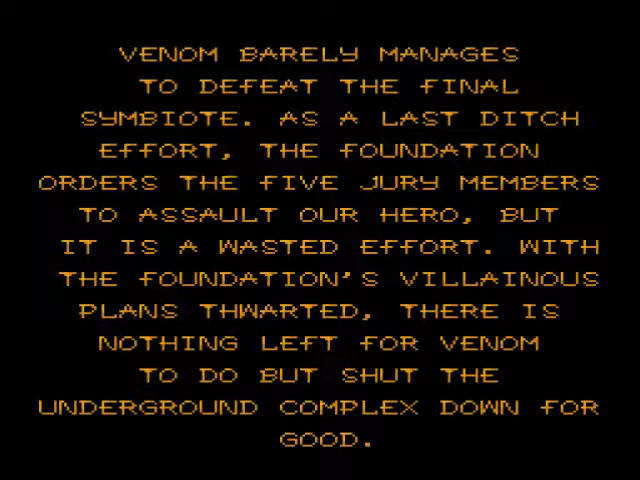 VENOM BARELY MANAGES
TO DEFEAT THE FINAL
SYMBIOTE. AS A LAST DITCH
EFFORT, THE FOUNDATION
ORDERS THE FIVE JURY MEMBERS
TO ASSAULT OUR HERO, BUT
IT IS A WASTED EFFORT. WITH
THE FOUNDATION'S VILLAINOUS
PLANS THWARTED, THERE IS
NOTHING LEFT FOR VENOM
TO DO BUT SHUT THE
UNDERGROUND COMPLEX DOWN FOR
GOOD.